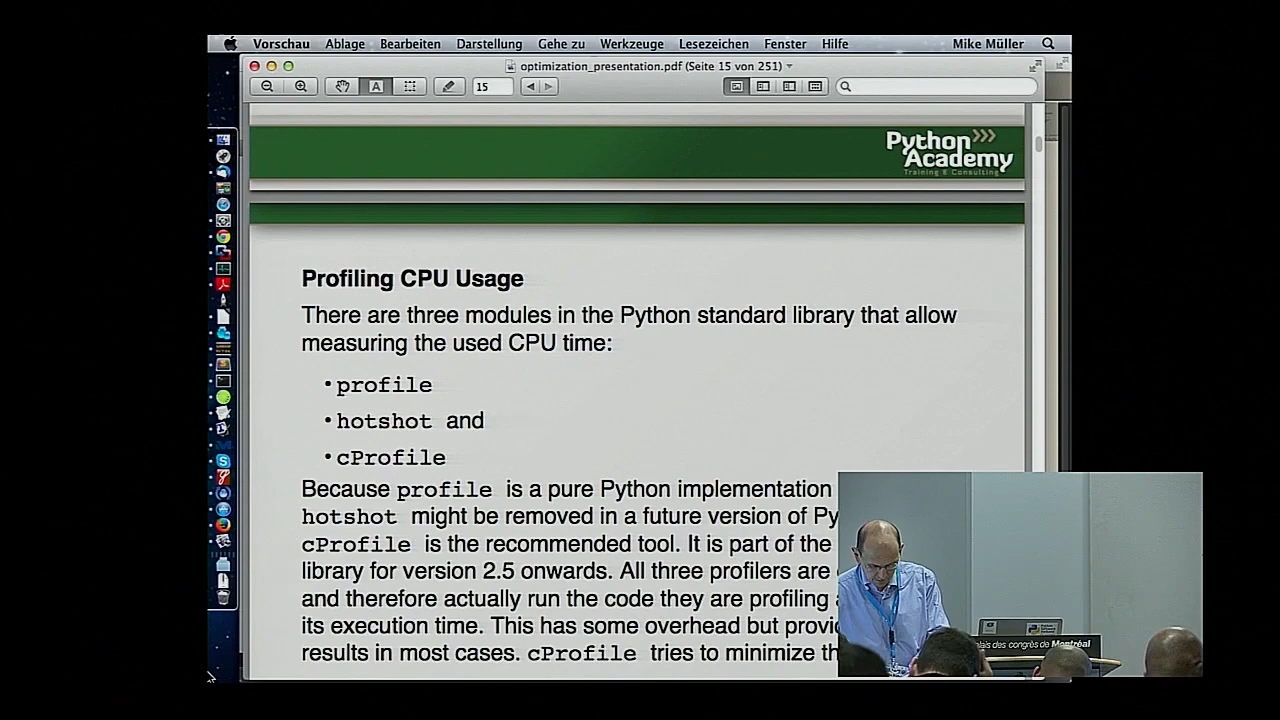 Vorschau Ablage Bearbeiten Darstellung Gehe zu Werkzeuge Lesezeichen Fenster Hilfe Mike Müller
optimization_presentation.pdf (Seite 15 von 251)
15
Python
Academy
Training & Consulting
Profiling CPU Usage
There are three modules in the Python standard library that allow
measuring the used CPU time:
• profile
• hotshot and
• cProfile
Because profile is a pure Python implementation
hotshot might be removed in a future version of Py
cProfile is the recommended tool. It is part of the
library for version 2.5 onwards. All three profilers are
and therefore actually run the code they are profiling
its execution time. This has some overhead but provi
results in most cases. cProfile tries to minimize th
lais des congrès de Montréal